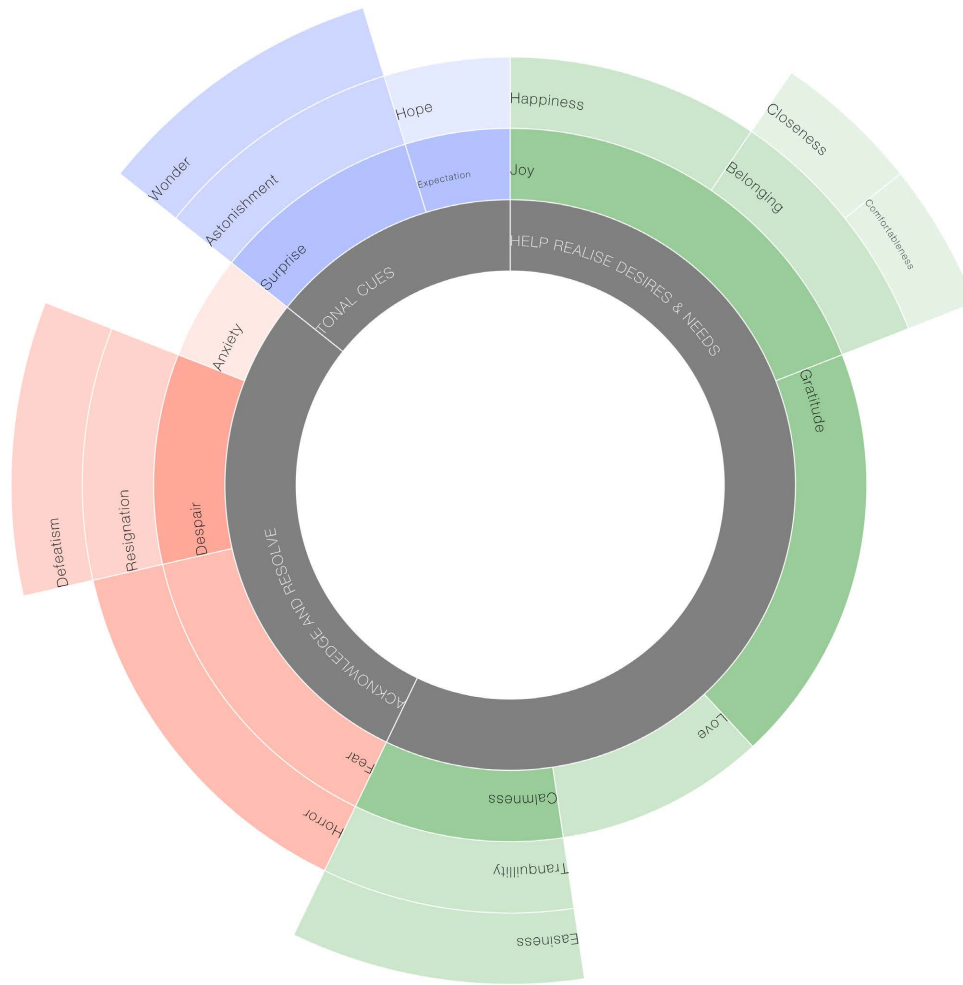 HELP REALISE DESIRES & NEEDS
Joy
Happiness
Belonging
Closeness
Comfortableness
Gratitude
Love
Calmness
Tranquillity
Easiness
ACKNOWLEDGE AND RESOLVE
Fear
Horror
Despair
Resignation
Defeatism
Anxiety
TONAL CUES
Surprise
Astonishment
Wonder
Expectation
Hope